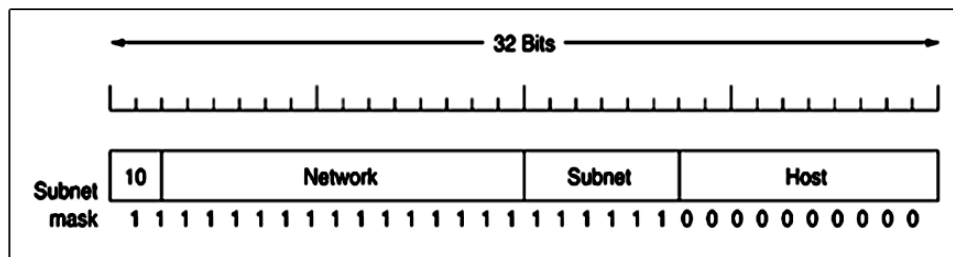 32 Bits
10 Network Subnet Host
Subnet
mask 1 1 1 1 1 1 1 1 1 1 1 1 1 1 1 1 1 1 1 1 1 1 0 0 0 0 0 0 0 0 0 0